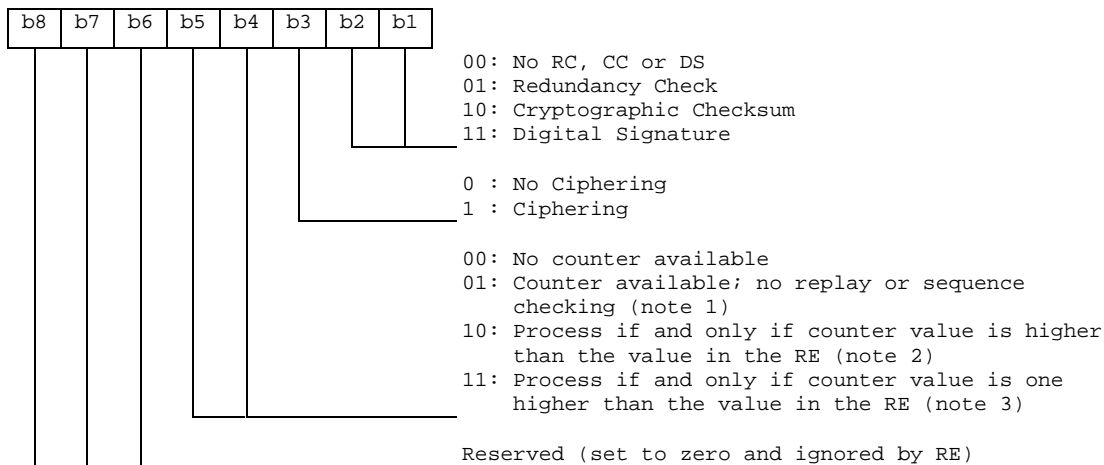 b8 b7 b6 b5 b4 b3 b2 b1
00: No RC, CC or DS
01: Redundancy Check
10: Cryptographic Checksum
11: Digital Signature
0 : No Ciphering
1 : Ciphering
00: No counter available
01: Counter available; no replay or sequence
checking (note 1)
10: Process if and only if counter value is higher
than the value in the RE (note 2)
11: Process if and only if counter value is one
higher than the value in the RE (note 3)
Reserved (set to zero and ignored by RE)